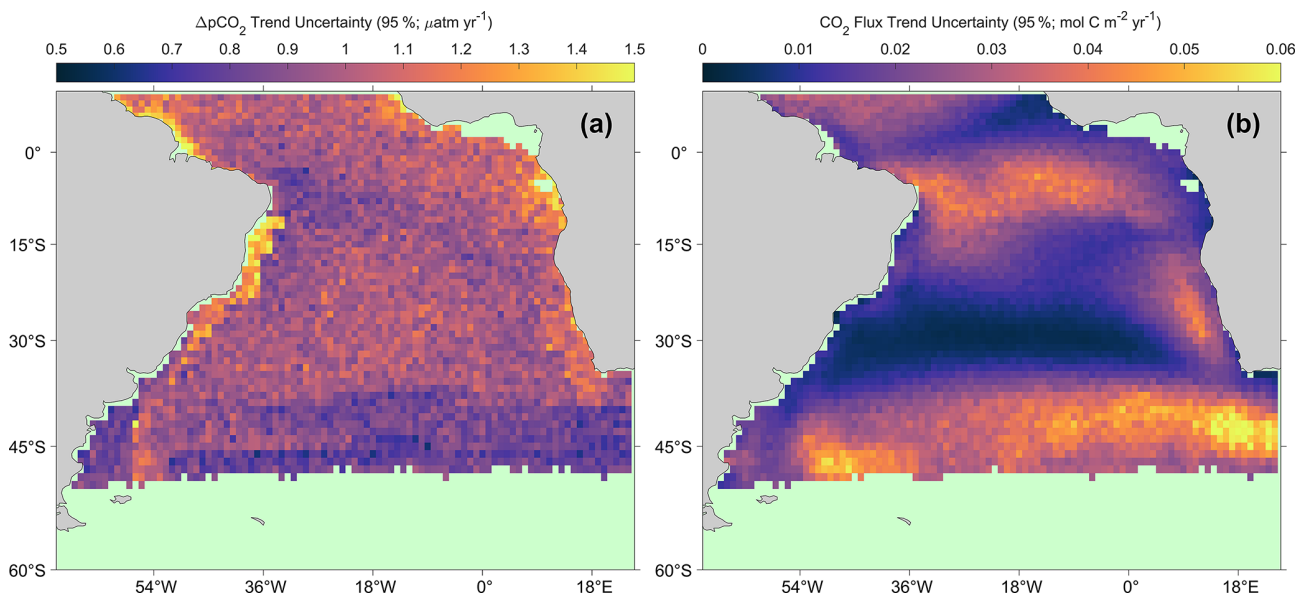 ΔpCO₂ Trend Uncertainty (95 %; μatm yr⁻¹)
0.5 0.6 0.7 0.8 0.9 1 1.1 1.2 1.3 1.4 1.5
(a)
0°
15°S
30°S
45°S
60°S
54°W 36°W 18°W 0° 18°E
CO₂ Flux Trend Uncertainty (95 %; mol C m⁻² yr⁻¹)
0 0.01 0.02 0.03 0.04 0.05 0.06
(b)
0°
15°S
30°S
45°S
60°S
54°W 36°W 18°W 0° 18°E